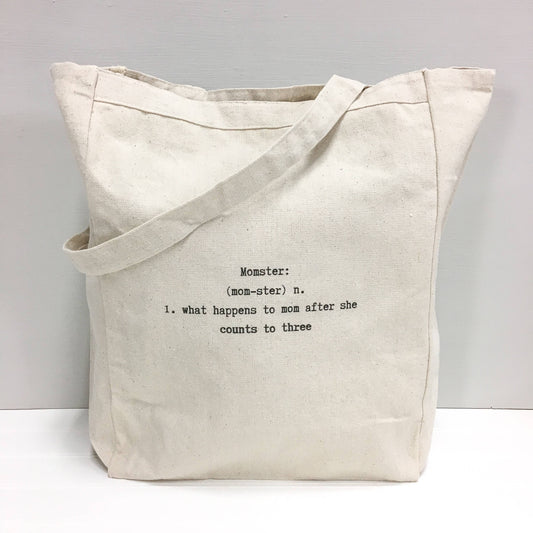 Momster:
(mom-ster) n.
1. what happens to mom after she
counts to three